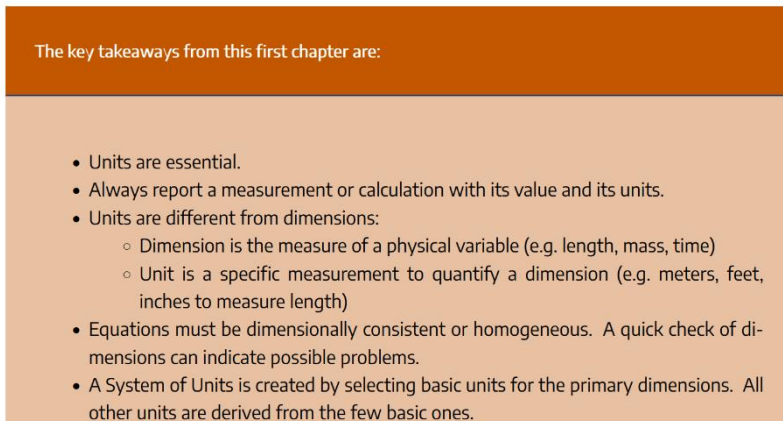 The key takeaways from this first chapter are:
• Units are essential.
• Always report a measurement or calculation with its value and its units.
• Units are different from dimensions:
○ Dimension is the measure of a physical variable (e.g. length, mass, time)
○ Unit is a specific measurement to quantify a dimension (e.g. meters, feet,
inches to measure length)
• Equations must be dimensionally consistent or homogeneous. A quick check of di-
mensions can indicate possible problems.
• A System of Units is created by selecting basic units for the primary dimensions. All
other units are derived from the few basic ones.